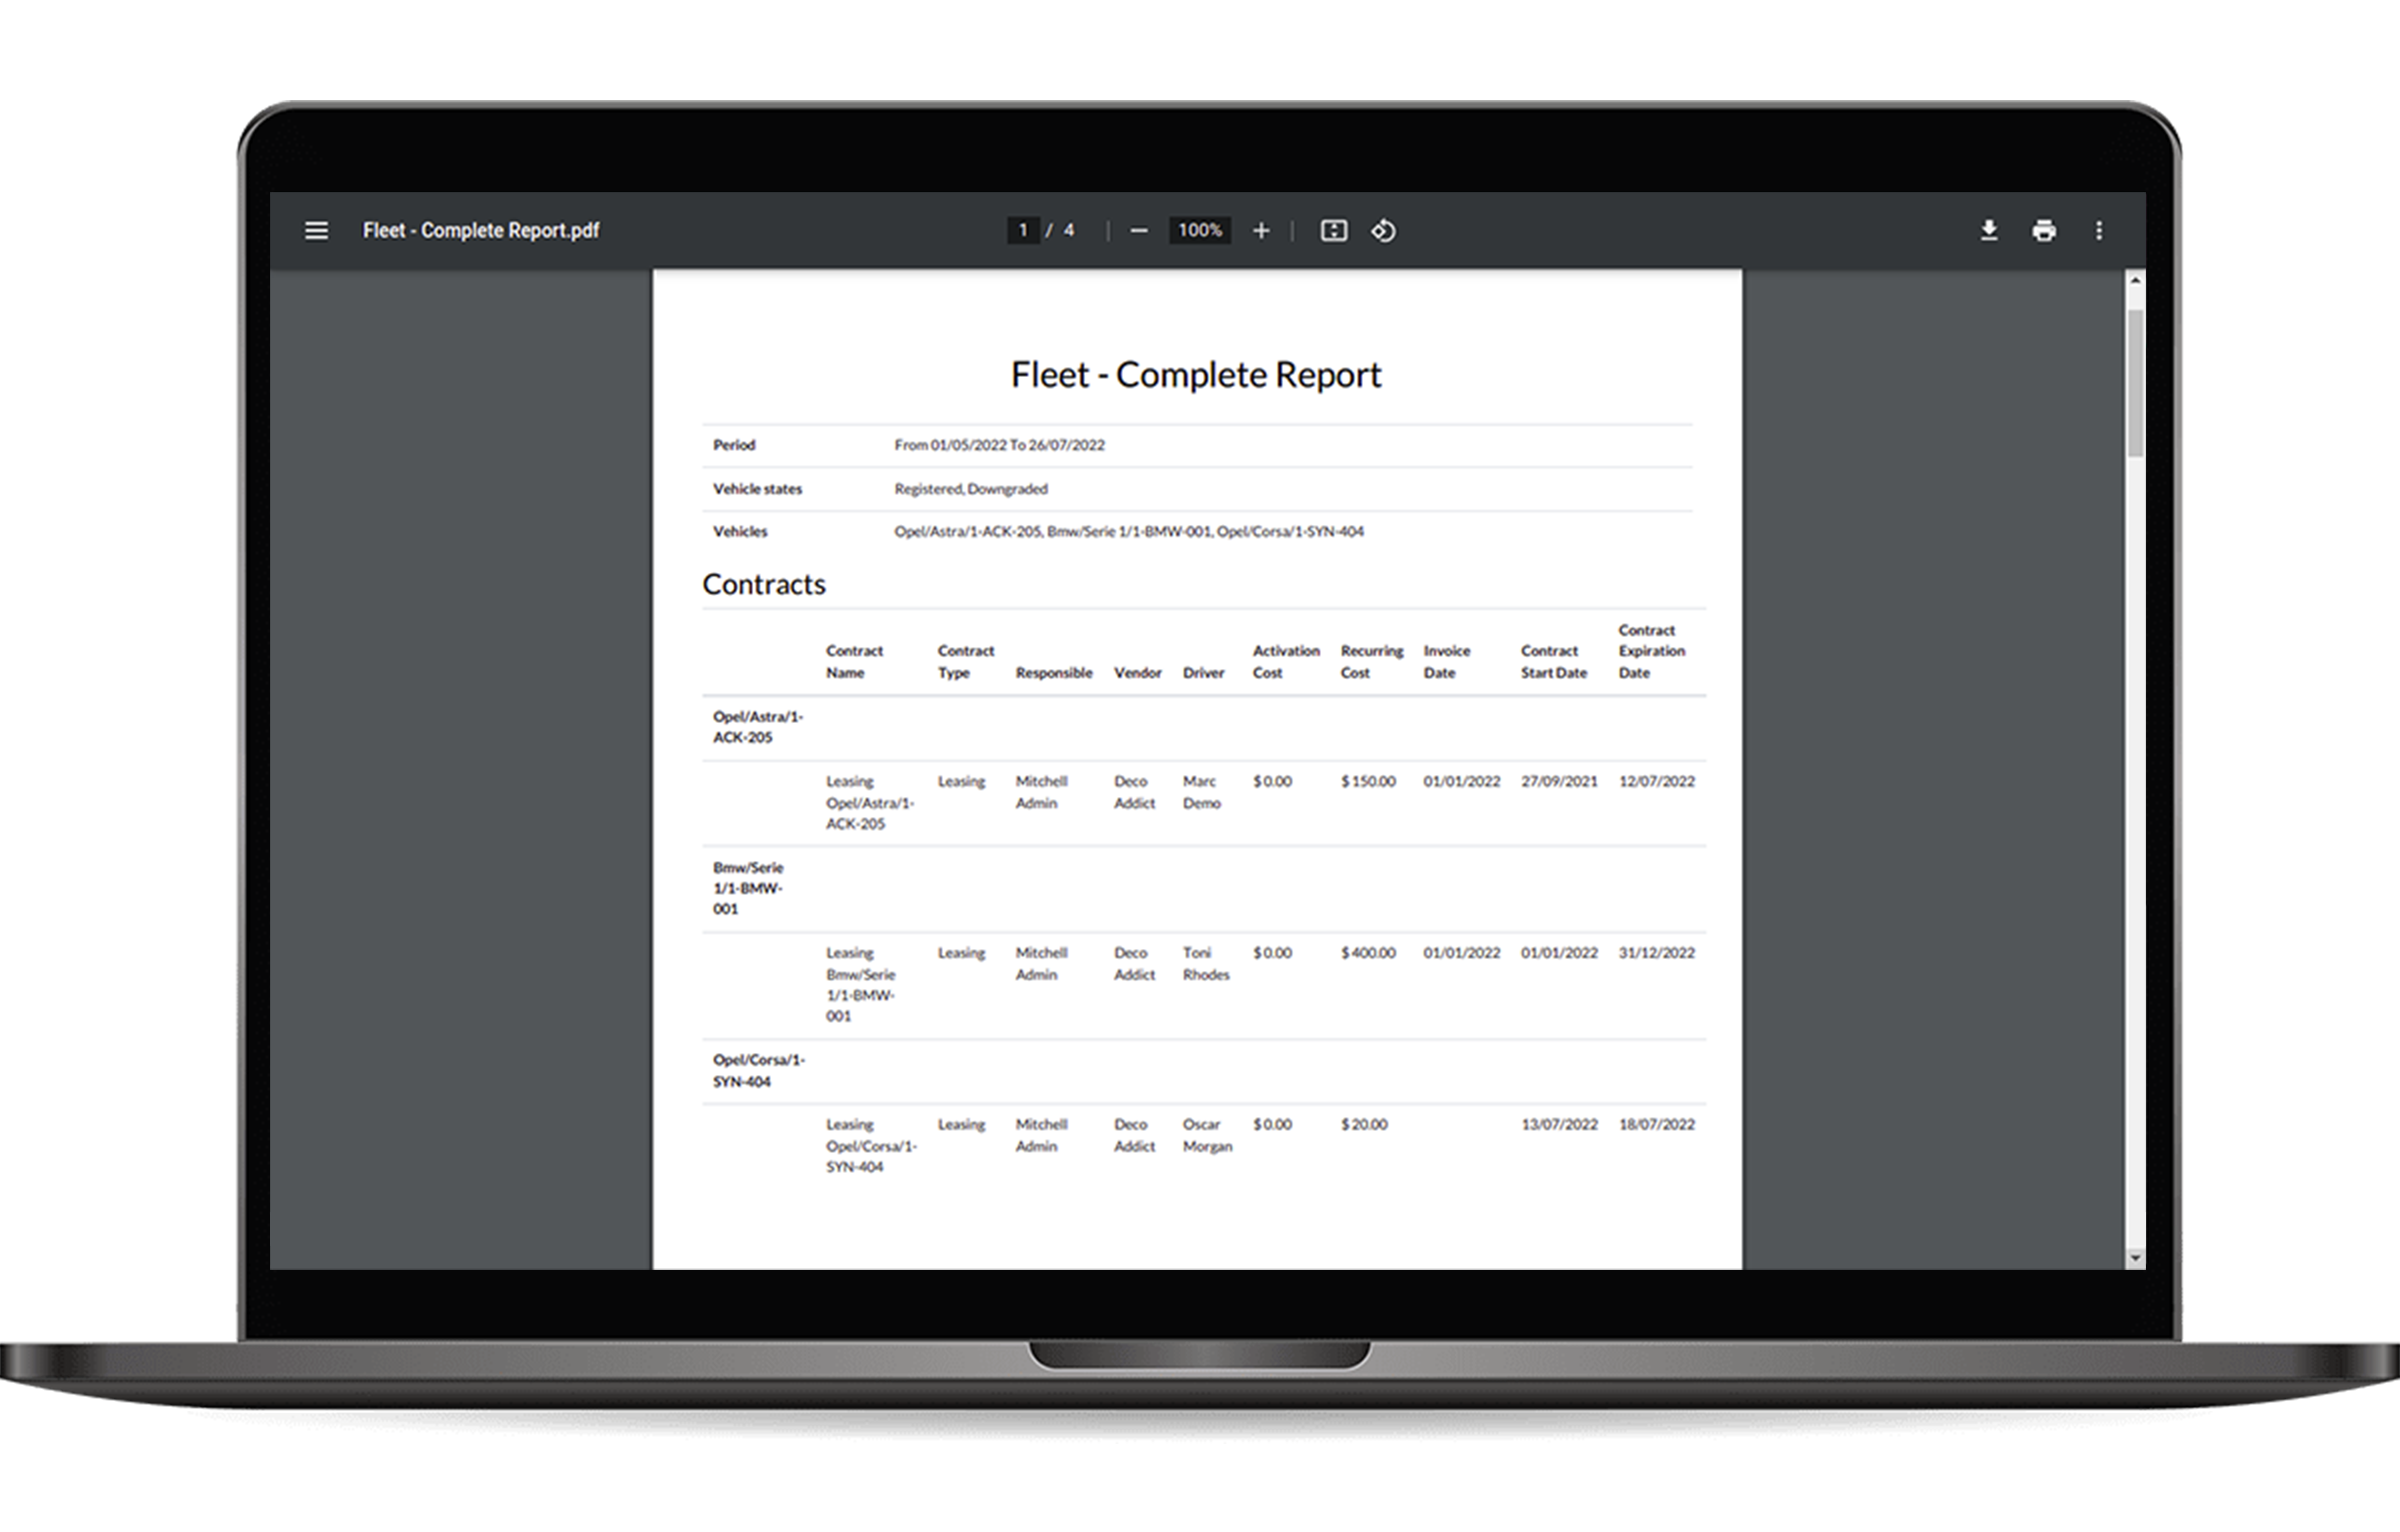 Fleet - Complete Report.pdf
1 / 4
100%
Fleet - Complete Report
Period From 01/05/2022 To 26/07/2022
Vehicle states Registered, Downgraded
Vehicles Opel/Astra/1-ACK-205, Bmw/Serie 1/1-BMW-001, Opel/Corsa/1-SYN-404
Contracts
Contract
Contract Contract Activation Recurring Invoice Contract Expiration
Name Type Responsible Vendor Driver Cost Cost Date Start Date Date
Opel/Astra/1-
ACK-205
Leasing Leasing Mitchell Deco Marc $ 0.00 $ 150.00 01/01/2022 27/09/2021 12/07/2022
Opel/Astra/1- Admin Addict Demo
ACK-205
Bmw/Serie
1/1-BMW-
001
Leasing Leasing Mitchell Deco Toni $ 0.00 $ 400.00 01/01/2022 01/01/2022 31/12/2022
Bmw/Serie Admin Addict Rhodes
1/1-BMW-
001
Opel/Corsa/1-
SYN-404
Leasing Leasing Mitchell Deco Oscar $ 0.00 $ 20.00 13/07/2022 18/07/2022
Opel/Corsa/1- Admin Addict Morgan
SYN-404